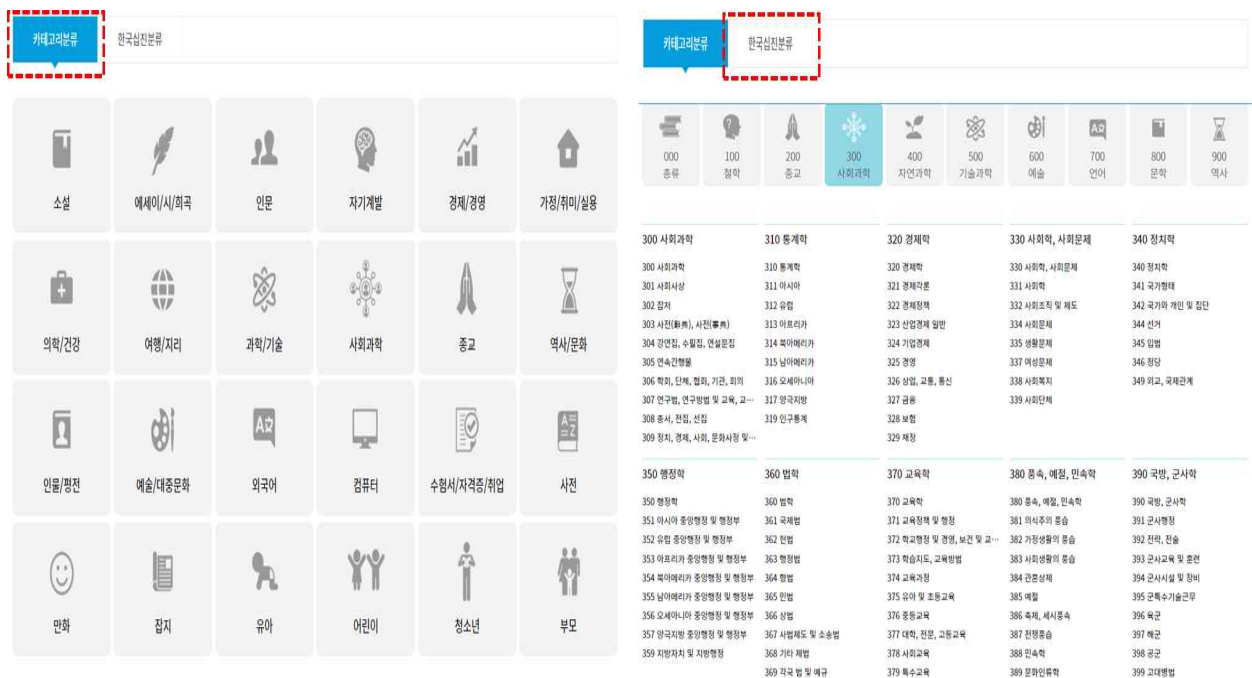 카테고리분류
한국십진분류
소설
에세이/시/희곡
인문
자기계발
경제/경영
가정/취미/실용
의학/건강
여행/지리
과학/기술
사회과학
종교
역사/문화
인물/평전
예술/대중문화
외국어
컴퓨터
수험서/자격증/취업
사전
만화
잡지
유아
어린이
청소년
부모
카테고리분류
한국십진분류
000
총류
100
철학
200
종교
300
사회과학
400
자연과학
500
기술과학
600
예술
700
언어
800
문학
900
역사
300 사회과학
300 사회과학
301 사회사상
302 잡저
303 사전(辭典), 사전(事典)
304 강연집, 수필집, 연설문집
305 연속간행물
306 학회, 단체, 협회, 기관, 회의
307 연구법, 연구방법 및 교육, 교…
308 총서, 전집, 선집
309 정치, 경제, 사회, 문화사정 및…
310 통계학
310 통계학
311 아시아
312 유럽
313 아프리카
314 북아메리카
315 남아메리카
316 오세아니아
317 양극지방
319 인구통계
320 경제학
320 경제학
321 경제각론
322 경제정책
323 산업경제 일반
324 기업경제
325 경영
326 상업, 교통, 통신
327 금융
328 보험
329 재정
330 사회학, 사회문제
330 사회학, 사회문제
331 사회학
332 사회조직 및 제도
334 사회문제
335 생활문제
337 여성문제
338 사회복지
339 사회단체
340 정치학
340 정치학
341 국가형태
342 국가와 개인 및 집단
344 선거
345 입법
346 정당
349 외교, 국제관계
350 행정학
350 행정학
351 아시아 중앙행정 및 행정부
352 유럽 중앙행정 및 행정부
353 아프리카 중앙행정 및 행정부
354 북아메리카 중앙행정 및 행정부
355 남아메리카 중앙행정 및 행정부
356 오세아니아 중앙행정 및 행정부
357 양극지방 중앙행정 및 행정부
359 지방자치 및 지방행정
360 법학
360 법학
361 국제법
362 헌법
363 행정법
364 형법
365 민법
366 상법
367 사법제도 및 소송법
368 기타 제법
369 각국 법 및 예규
370 교육학
370 교육학
371 교육정책 및 행정
372 학교행정 및 경영, 보건 및 교…
373 학습지도, 교육방법
374 교육과정
375 유아 및 초등교육
376 중등교육
377 대학, 전문, 고등교육
378 사회교육
379 특수교육
380 풍속, 예절, 민속학
380 풍속, 예절, 민속학
381 의식주의 풍습
382 가정생활의 풍습
383 사회생활의 풍습
384 관혼상제
385 예절
386 축제, 세시풍속
387 전쟁풍습
388 민속학
389 문화인류학
390 국방, 군사학
390 국방, 군사학
391 군사행정
392 전략, 전술
393 군사교육 및 훈련
394 군사시설 및 장비
395 군특수기술근무
396 육군
397 해군
398 공군
399 고대병법